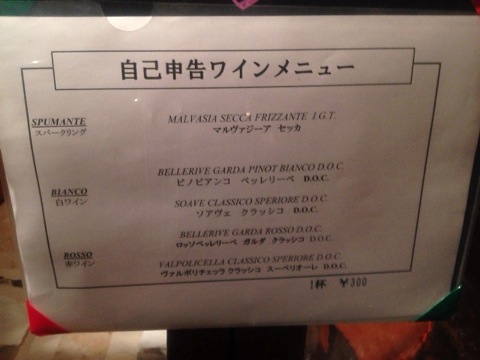 自己申告ワインメニュー
SPUMANTE
スパークリング
MALVASIA SECCA FRIZZANTE I.G.T.
マルヴァジーア セッカ
BIANCO
白ワイン
BELLERIVE GARDA PINOT BIANCO D.O.C.
ピノビアンコ ベッレリーベ D.O.C.
SOAVE CLASSICO SPERIORE D.O.C.
ソアヴェ クラッシコ D.O.C.
ROSSO
赤ワイン
BELLERIVE GARDA ROSSO D.O.C.
ロッソベッレリーベ ガルダ クラッシコ D.O.C
VALPOLICELLA CLASSICO SPERIORE D.O.C.
ヴァルポリチェッラ クラッシコ スーペリオーレ D.O.C.
1杯 ¥300